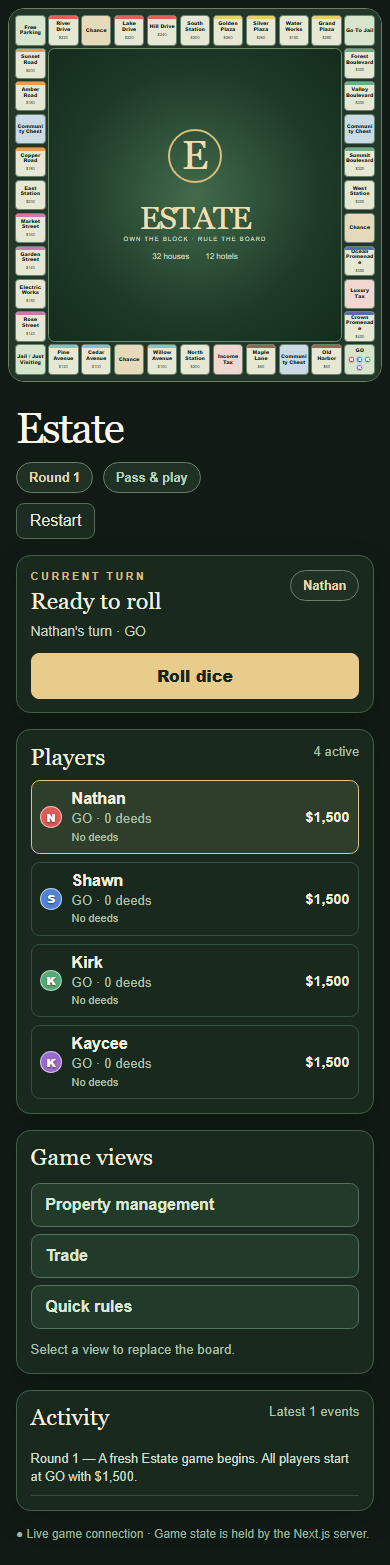 Free Parking
River Drive
$220
Chance
Lake Drive
$220
Hill Drive
$240
South Station
$200
Golden Plaza
$260
Silver Plaza
$260
Water Works
$150
Grand Plaza
$280
Go To Jail
Sunset Road
$200
Forest Boulevard
$300
Amber Road
$180
Valley Boulevard
$300
Communi
ty Chest
Communi
ty Chest
Copper Road
$180
Summit Boulevard
$320
East Station
$200
West Station
$200
Market Street
$160
Chance
Garden Street
$140
Ocean
Promenad
e
Electric Works
$150
Luxury Tax
Rose Street
$140
Crown
Promenad
e
E
ESTATE
OWN THE BLOCK · RULE THE BOARD
32 houses 12 hotels
Jail / Just Visiting
Pine Avenue
$120
Cedar Avenue
$100
Chance
Willow Avenue
$100
North Station
$200
Income Tax
Maple Lane
$60
Communi
ty Chest
Old Harbor
$60
GO
Estate
Round 1
Pass & play
Restart
CURRENT TURN
Nathan
Ready to roll
Nathan's turn · GO
Roll dice
Players
4 active
N
Nathan
GO · 0 deeds
No deeds
$1,500
S
Shawn
GO · 0 deeds
No deeds
$1,500
K
Kirk
GO · 0 deeds
No deeds
$1,500
K
Kaycee
GO · 0 deeds
No deeds
$1,500
Game views
Property management
Trade
Quick rules
Select a view to replace the board.
Activity
Latest 1 events
Round 1 — A fresh Estate game begins. All players start
at GO with $1,500.
● Live game connection · Game state is held by the Next.js server.